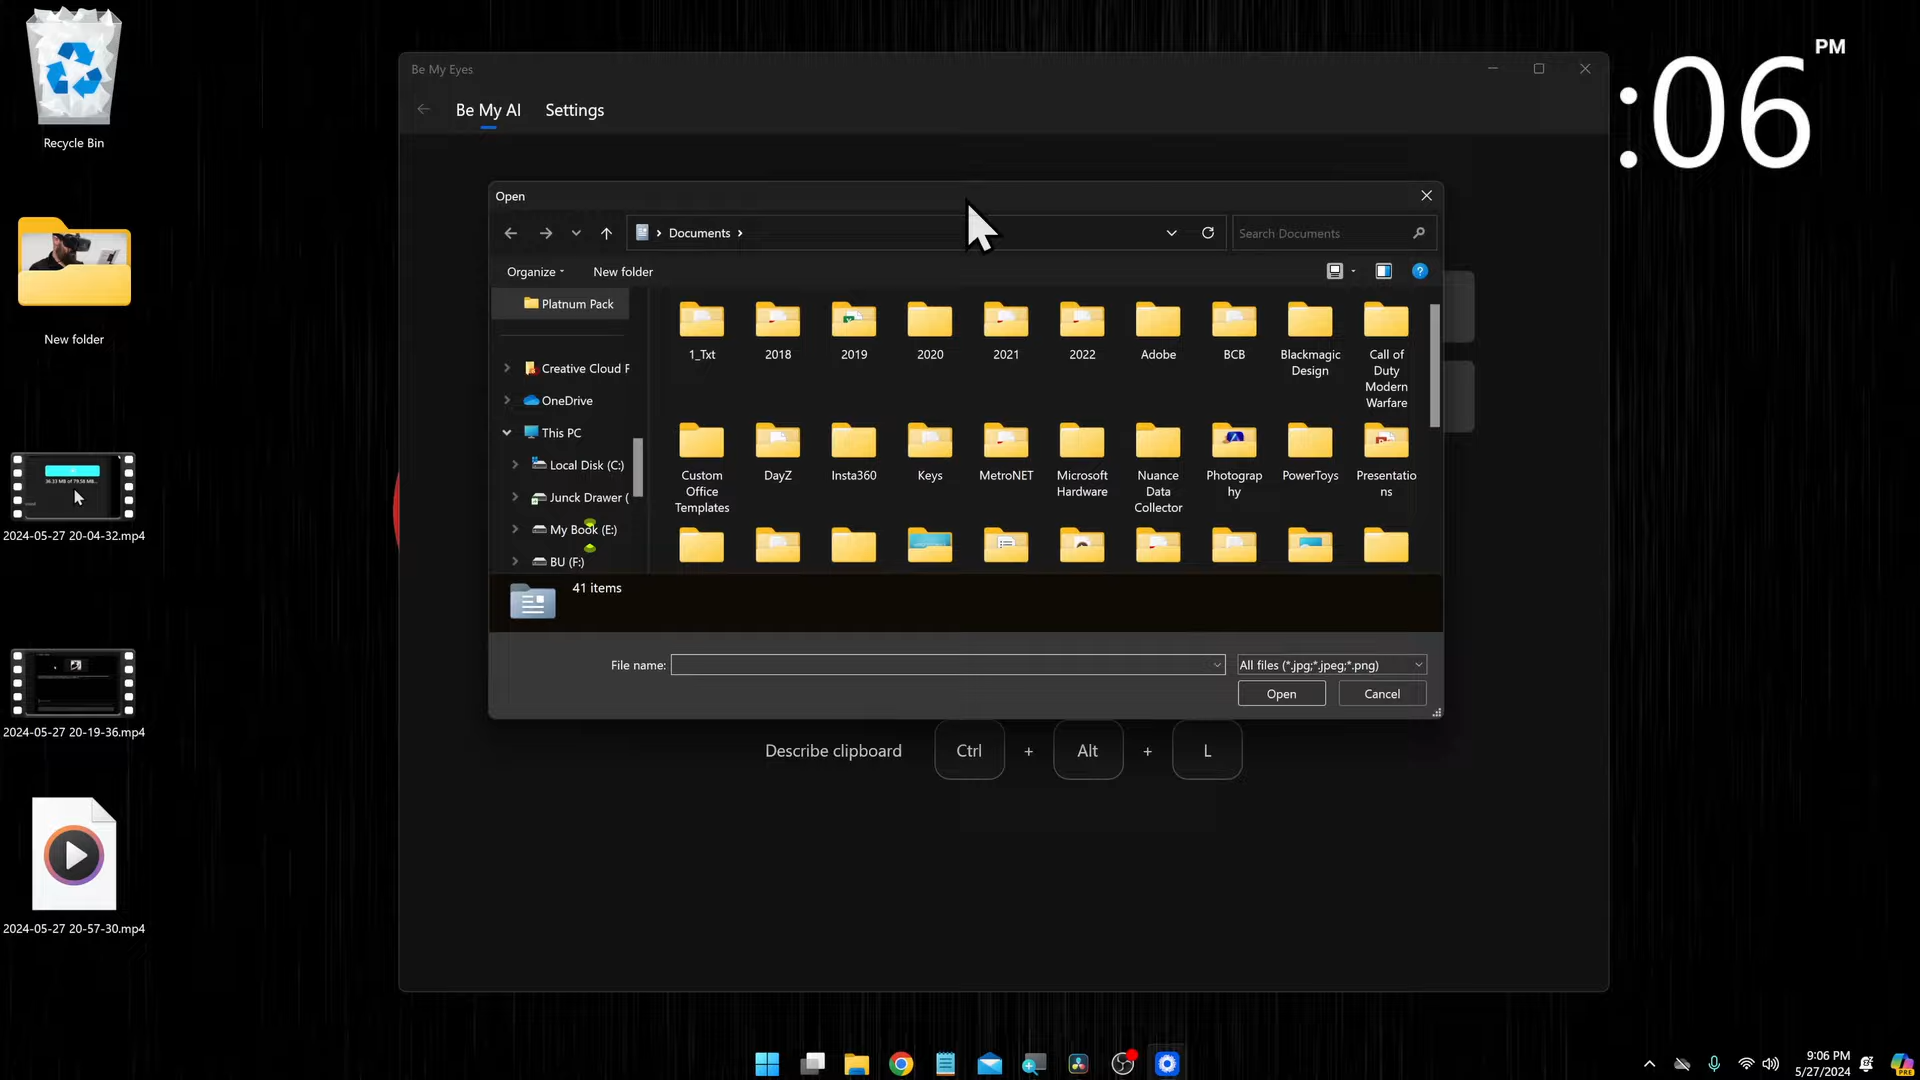 Recycle Bin
New folder
2024-05-27 20-04-32.mp4
2024-05-27 20-19-36.mp4
2024-05-27 20-57-30.mp4
:06 PM
Be My Eyes
Be My AI Settings
Open
Documents
Search Documents
Organize New folder
Platnum Pack
Creative Cloud F
OneDrive
This PC
Local Disk (C:)
Junck Drawer (
My Book (E:)
BU (F:)
1_Txt
2018
2019
2020
2021
2022
Adobe
BCB
Blackmagic
Design
Call of
Duty
Modern
Warfare
Custom
Office
Templates
DayZ
Insta360
Keys
MetroNET
Microsoft
Hardware
Nuance
Data
Collector
Photograp
hy
PowerToys
Presentatio
ns
41 items
File name:
All files (*.jpg;*.jpeg;*.png)
Open Cancel
Describe clipboard Ctrl + Alt + L
9:06 PM
5/27/2024
PRE